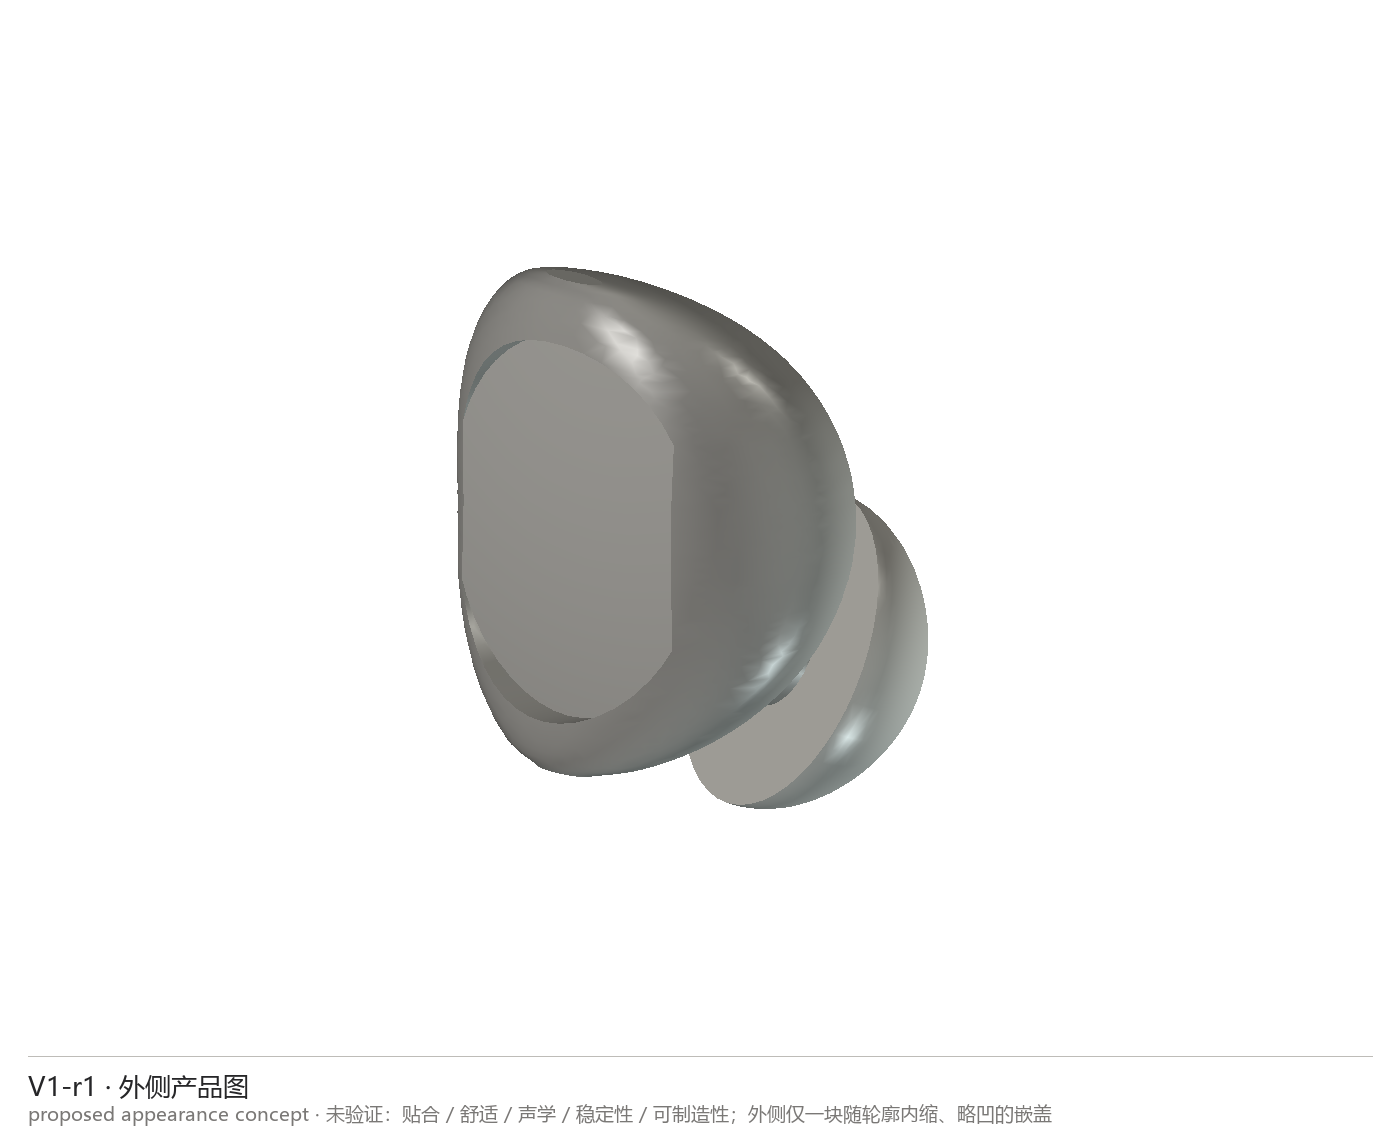 V1-r1 · 外侧产品图
proposed appearance concept · 未验证：贴合 / 舒适 / 声学 / 稳定性 / 可制造性；外侧仅一块随轮廓内缩、略凹的嵌盖